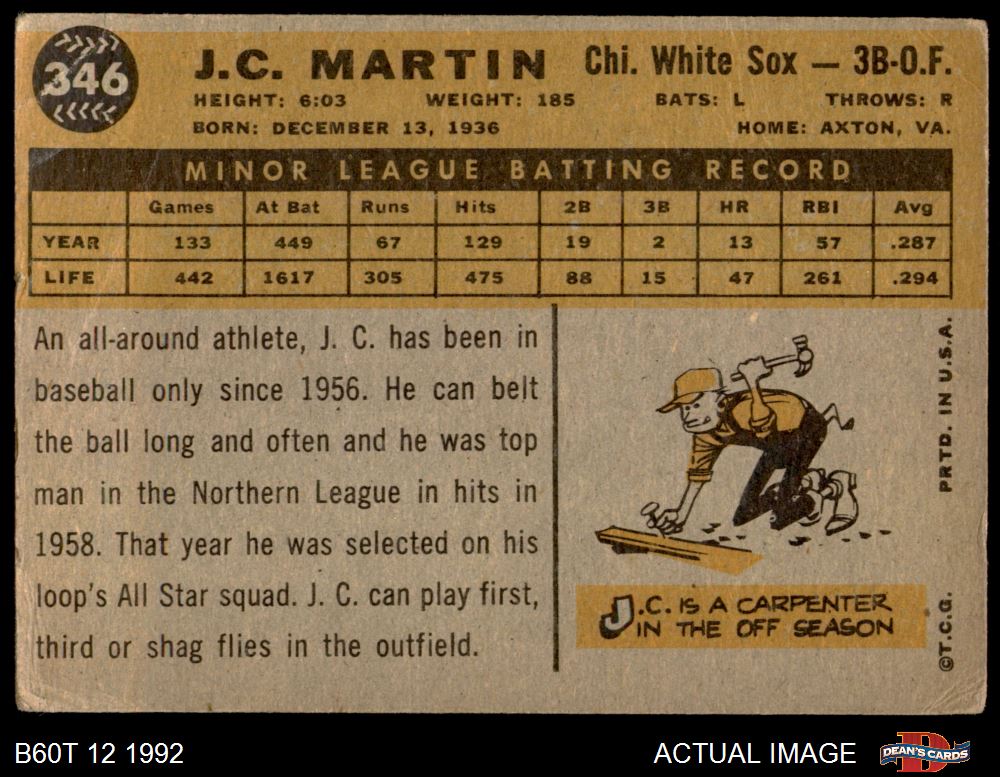 346
J.C. MARTIN Chi. White Sox — 3B-O.F.
HEIGHT: 6:03 WEIGHT: 185 BATS: L THROWS: R
BORN: DECEMBER 13, 1936 HOME: AXTON, VA.
MINOR LEAGUE BATTING RECORD
Games At Bat Runs Hits 2B 3B HR RBI Avg
YEAR 133 449 67 129 19 2 13 57 .287
LIFE 442 1617 305 475 88 15 47 261 .294
An all-around athlete, J. C. has been in
baseball only since 1956. He can belt
the ball long and often and he was top
man in the Northern League in hits in
1958. That year he was selected on his
loop's All Star squad. J. C. can play first,
third or shag flies in the outfield.
J.C. IS A CARPENTER
IN THE OFF SEASON
PRTD. IN U.S.A.
©T.C.G.
B60T 12 1992
ACTUAL IMAGE
DEAN'S CARDS